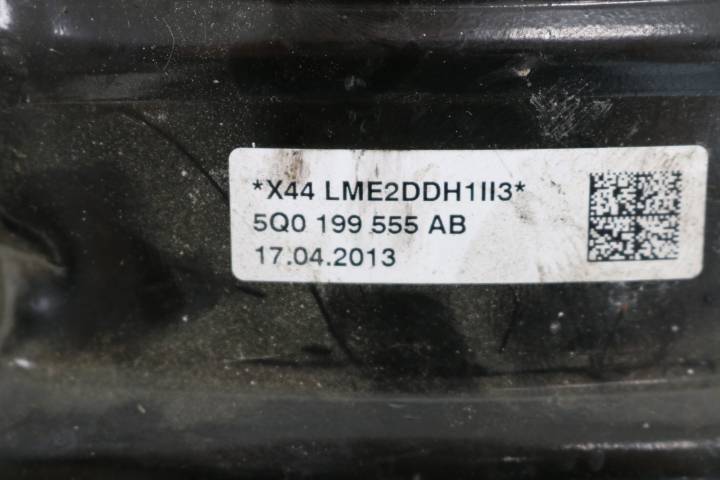 *X44 LME2DDH1II3*
5Q0 199 555 AB
17.04.2013